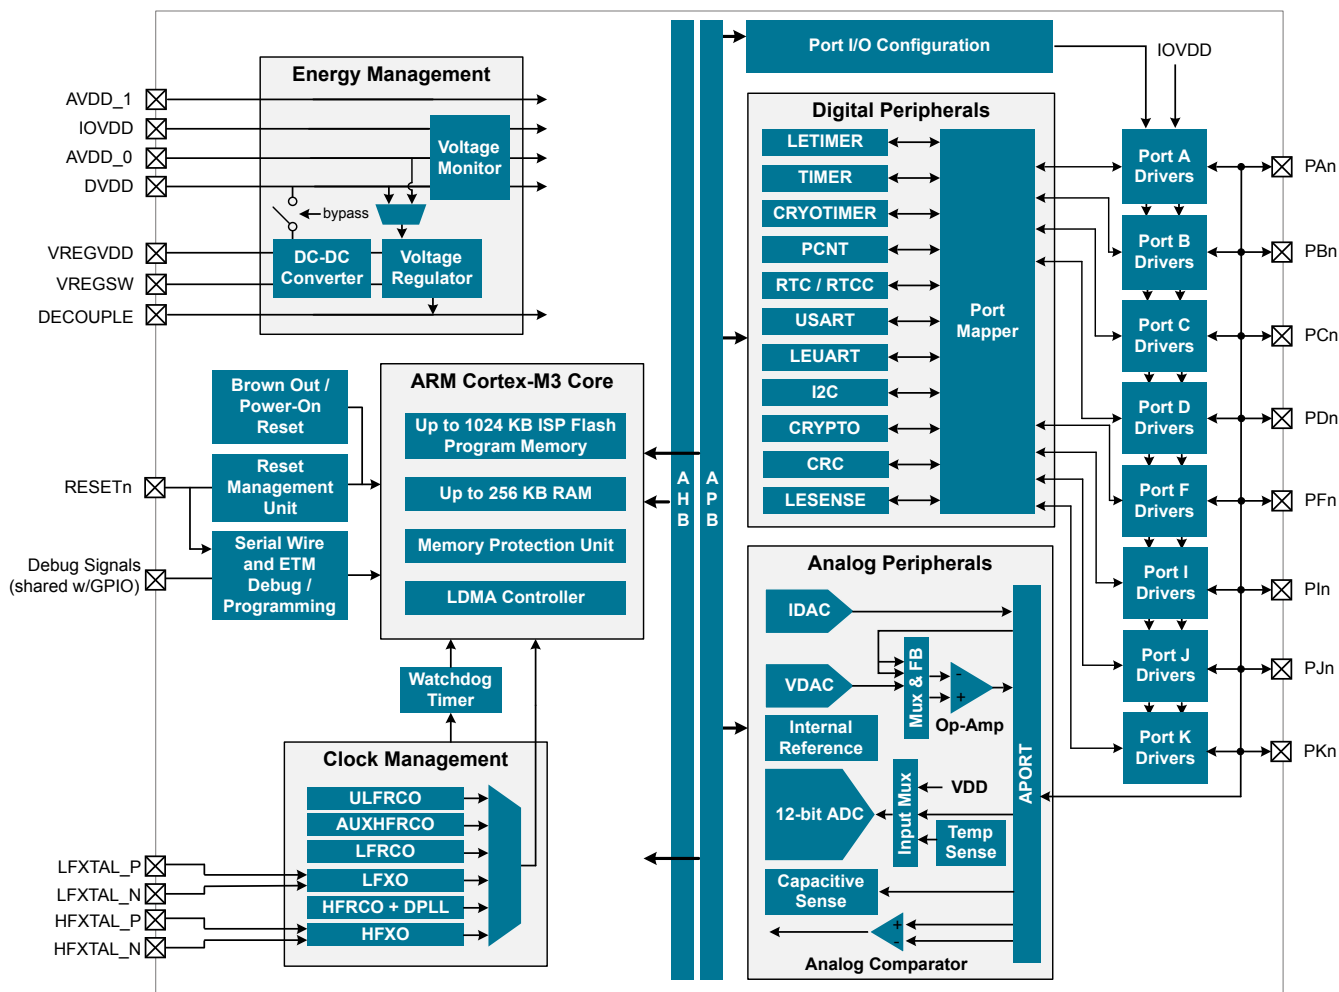 Energy Management
AVDD_1
IOVDD
AVDD_0
DVDD
VREGVDD
VREGSW
DECOUPLE
Voltage
Monitor
bypass
DC-DC
Converter
Voltage
Regulator
Brown Out /
Power-On
Reset
Reset
Management
Unit
Serial Wire
and ETM
Debug /
Programming
RESETn
Debug Signals
(shared w/GPIO)
ARM Cortex-M3 Core
Up to 1024 KB ISP Flash
Program Memory
Up to 256 KB RAM
Memory Protection Unit
LDMA Controller
Watchdog
Timer
Clock Management
ULFRCO
AUXHFRCO
LFRCO
LFXO
HFRCO + DPLL
HFXO
LFXTAL_P
LFXTAL_N
HFXTAL_P
HFXTAL_N
A
H
B
A
P
B
Port I/O Configuration
IOVDD
Digital Peripherals
LETIMER
TIMER
CRYOTIMER
PCNT
RTC / RTCC
USART
LEUART
I2C
CRYPTO
CRC
LESENSE
Port
Mapper
Analog Peripherals
IDAC
VDAC
Internal
Reference
12-bit ADC
Capacitive
Sense
Mux & FB
-
+
Op-Amp
Input Mux
VDD
Temp
Sense
APORT
+
-
Analog Comparator
Port A
Drivers
Port B
Drivers
Port C
Drivers
Port D
Drivers
Port F
Drivers
Port I
Drivers
Port J
Drivers
Port K
Drivers
PAn
PBn
PCn
PDn
PFn
PIn
PJn
PKn